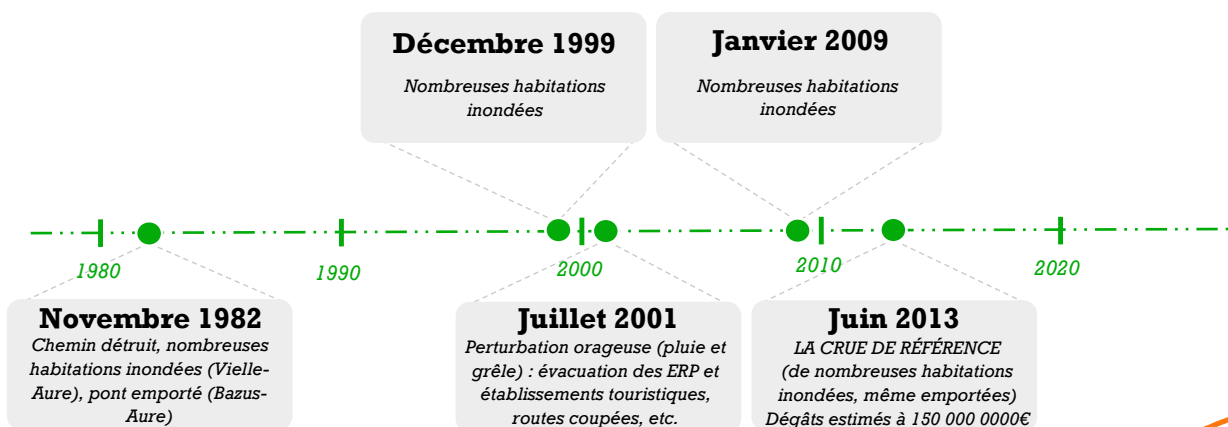 Décembre 1999
Nombreuses habitations
inondées
Janvier 2009
Nombreuses habitations
inondées
1980
1990
2000
2010
2020
Novembre 1982
Chemin détruit, nombreuses
habitations inondées (Vielle-
Aure), pont emporté (Bazus-
Aure)
Juillet 2001
Perturbation orageuse (pluie et
grêle) : évacuation des ERP et
établissements touristiques,
routes coupées, etc.
Juin 2013
LA CRUE DE RÉFÉRENCE
(de nombreuses habitations
inondées, même emportées)
Dégâts estimés à 150 000 0000€